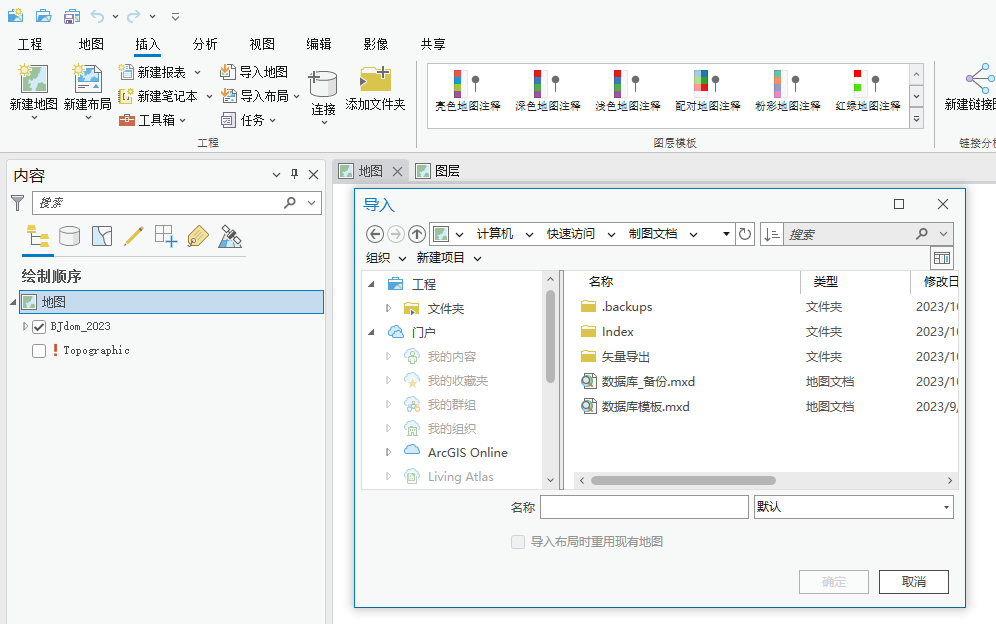 工程 地图 插入 分析 视图 编辑 影像 共享
新建地图 新建布局 新建报表 导入地图
新建笔记本 导入布局
工具箱 任务
连接 添加文件夹
亮色地图注释 深色地图注释 浅色地图注释 配对地图注释 粉彩地图注释 红绿地图注释
新建链接
工程 图层模板 链接分析
内容
搜索
绘制顺序
地图
BJdom_2023
Topographic
地图 图层
导入
计算机 快速访问 制图文档 搜索
组织 新建项目
工程
文件夹
门户
我的内容
我的收藏夹
我的群组
我的组织
ArcGIS Online
Living Atlas
名称 类型 修改日
.backups 文件夹 2023/10
Index 文件夹 2023/10
矢量导出 文件夹 2023/10
数据库_备份.mxd 地图文档 2023/10
数据库模板.mxd 地图文档 2023/9/
名称 默认
导入布局时重用现有地图
确定 取消